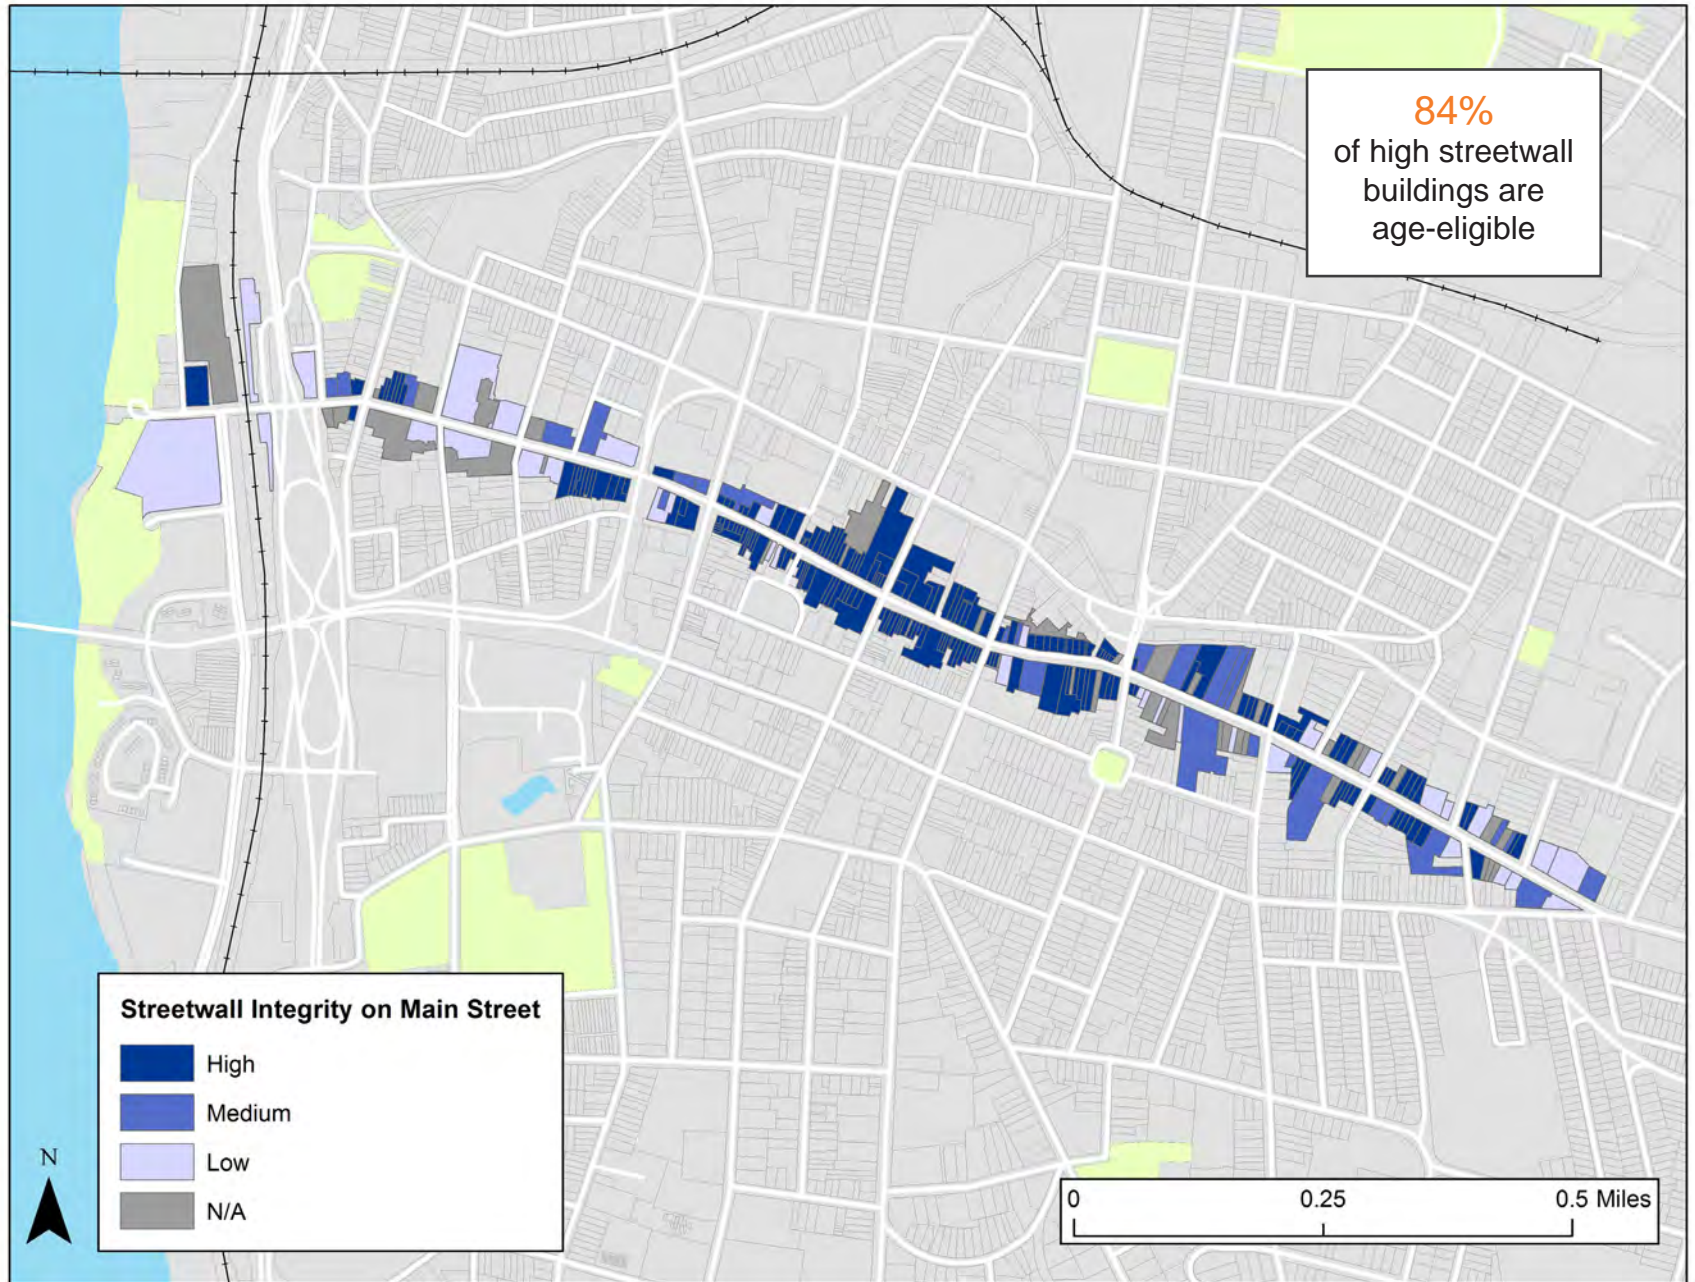 84%
of high streetwall
buildings are
age-eligible
Streetwall Integrity on Main Street
High
Medium
Low
N/A
N
0 0.25 0.5 Miles